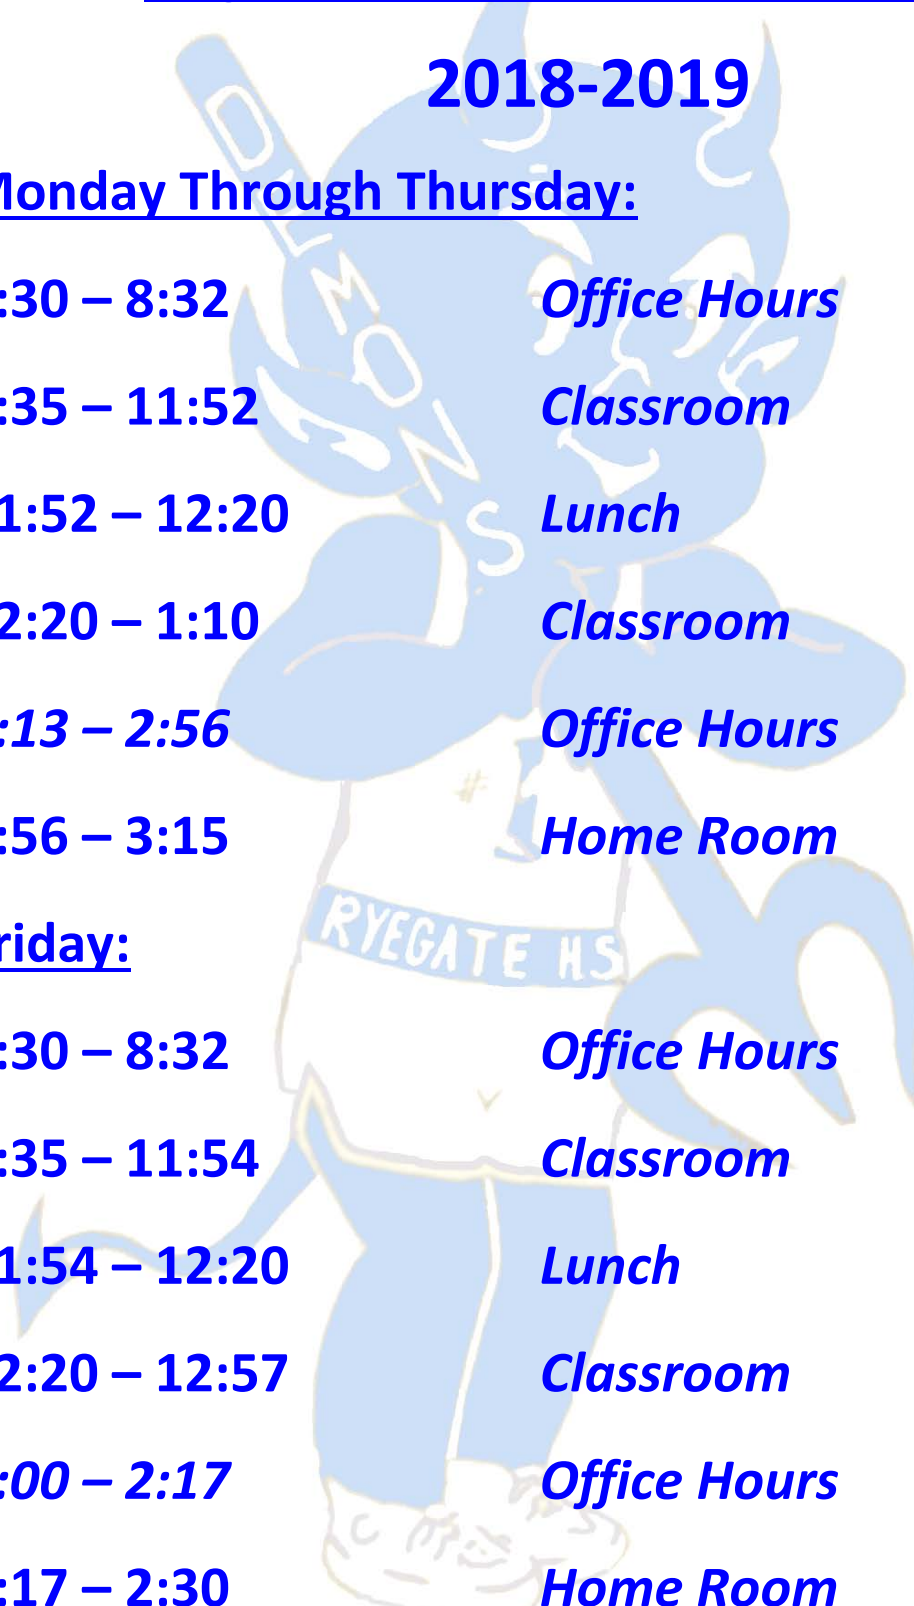 2018-2019
Monday Through Thursday:
:30 – 8:32 Office Hours
:35 – 11:52 Classroom
1:52 – 12:20 Lunch
2:20 – 1:10 Classroom
:13 – 2:56 Office Hours
:56 – 3:15 Home Room
riday:
:30 – 8:32 Office Hours
:35 – 11:54 Classroom
1:54 – 12:20 Lunch
2:20 – 12:57 Classroom
:00 – 2:17 Office Hours
:17 – 2:30 Home Room
DEMONS
RYEGATE HS